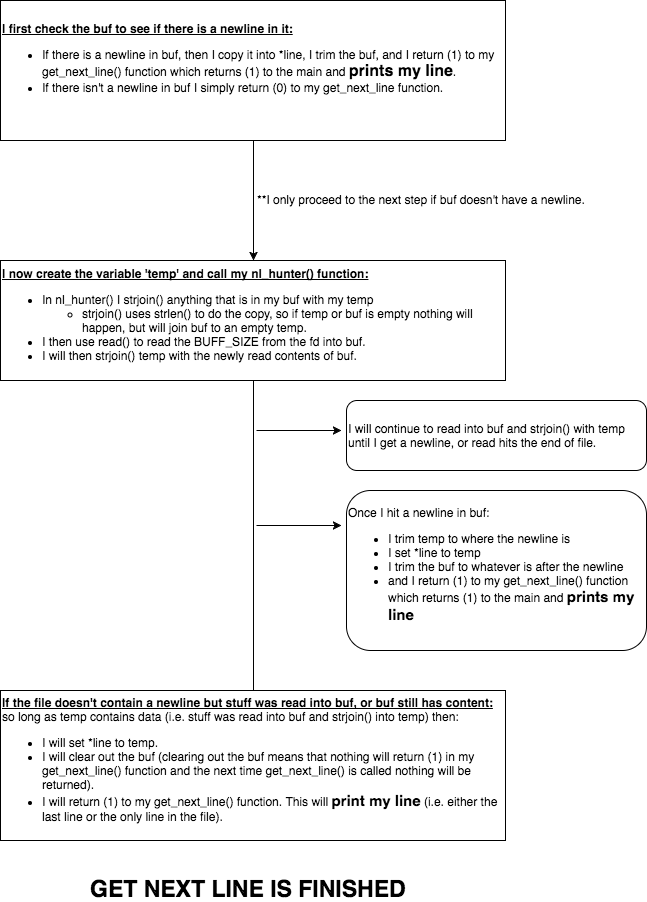 I first check the buf to see if there is a newline in it:
• If there is a newline in buf, then I copy it into *line, I trim the buf, and I return (1) to my
get_next_line() function which returns (1) to the main and prints my line.
• If there isn't a newline in buf I simply return (0) to my get_next_line function.
**I only proceed to the next step if buf doesn't have a newline.
I now create the variable 'temp' and call my nl_hunter() function:
• In nl_hunter() I strjoin() anything that is in my buf with my temp
◦ strjoin() uses strlen() to do the copy, so if temp or buf is empty nothing will
happen, but will join buf to an empty temp.
• I then use read() to read the BUFF_SIZE from the fd into buf.
• I will then strjoin() temp with the newly read contents of buf.
I will continue to read into buf and strjoin() with temp
until I get a newline, or read hits the end of file.
Once I hit a newline in buf:
• I trim temp to where the newline is
• I set *line to temp
• I trim the buf to whatever is after the newline
• and I return (1) to my get_next_line() function
which returns (1) to the main and prints my
line
If the file doesn't contain a newline but stuff was read into buf, or buf still has content:
so long as temp contains data (i.e. stuff was read into buf and strjoin() into temp) then:
• I will set *line to temp.
• I will clear out the buf (clearing out the buf means that nothing will return (1) in my
get_next_line() function and the next time get_next_line() is called nothing will be
returned).
• I will return (1) to my get_next_line() function. This will print my line (i.e. either the
last line or the only line in the file).
GET NEXT LINE IS FINISHED